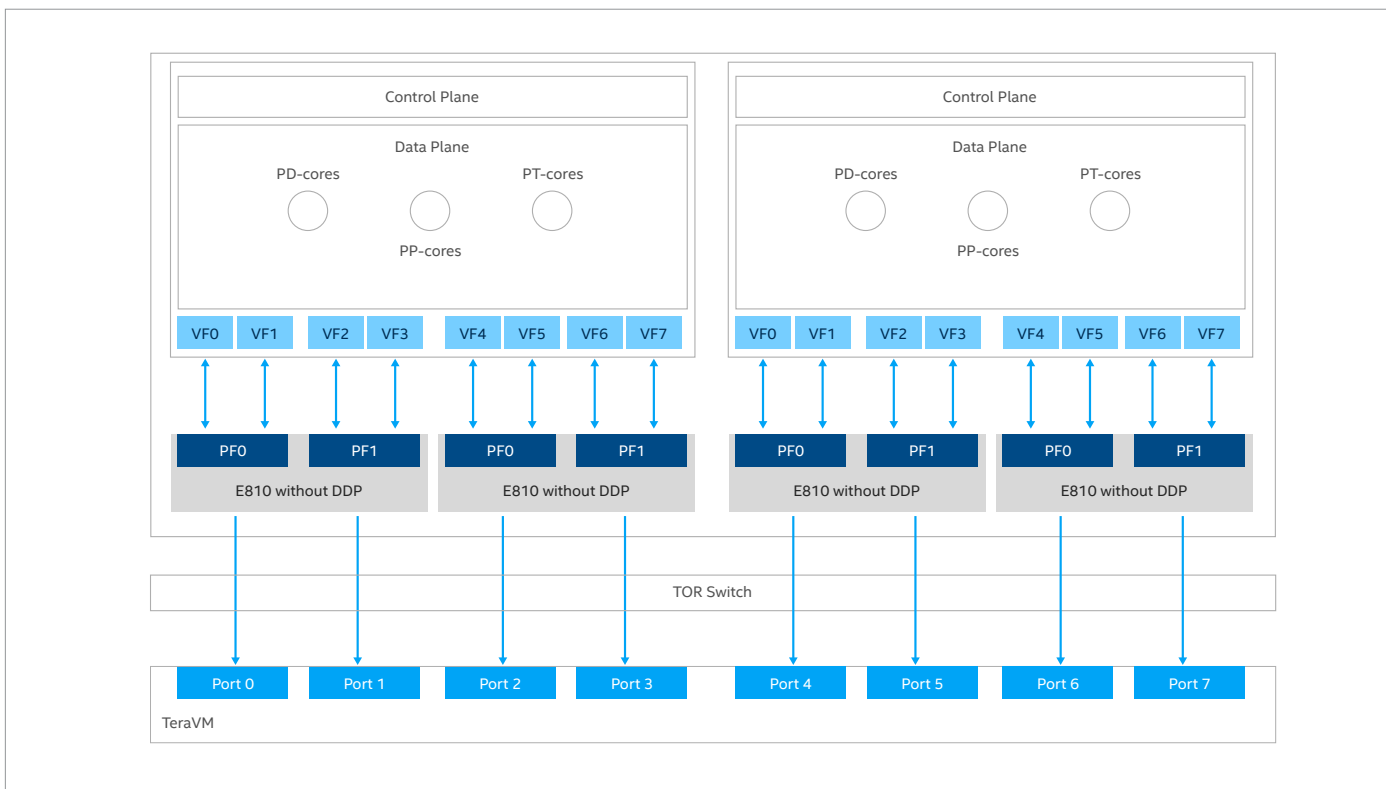 Control Plane
Control Plane
Data Plane
Data Plane
PD-cores PT-cores
PD-cores PT-cores
PP-cores
PP-cores
VF0 VF1 VF2 VF3 VF4 VF5 VF6 VF7
VF0 VF1 VF2 VF3 VF4 VF5 VF6 VF7
PF0 PF1 PF0 PF1
PF0 PF1 PF0 PF1
E810 without DDP E810 without DDP
E810 without DDP E810 without DDP
TOR Switch
Port 0 Port 1 Port 2 Port 3 Port 4 Port 5 Port 6 Port 7
TeraVM